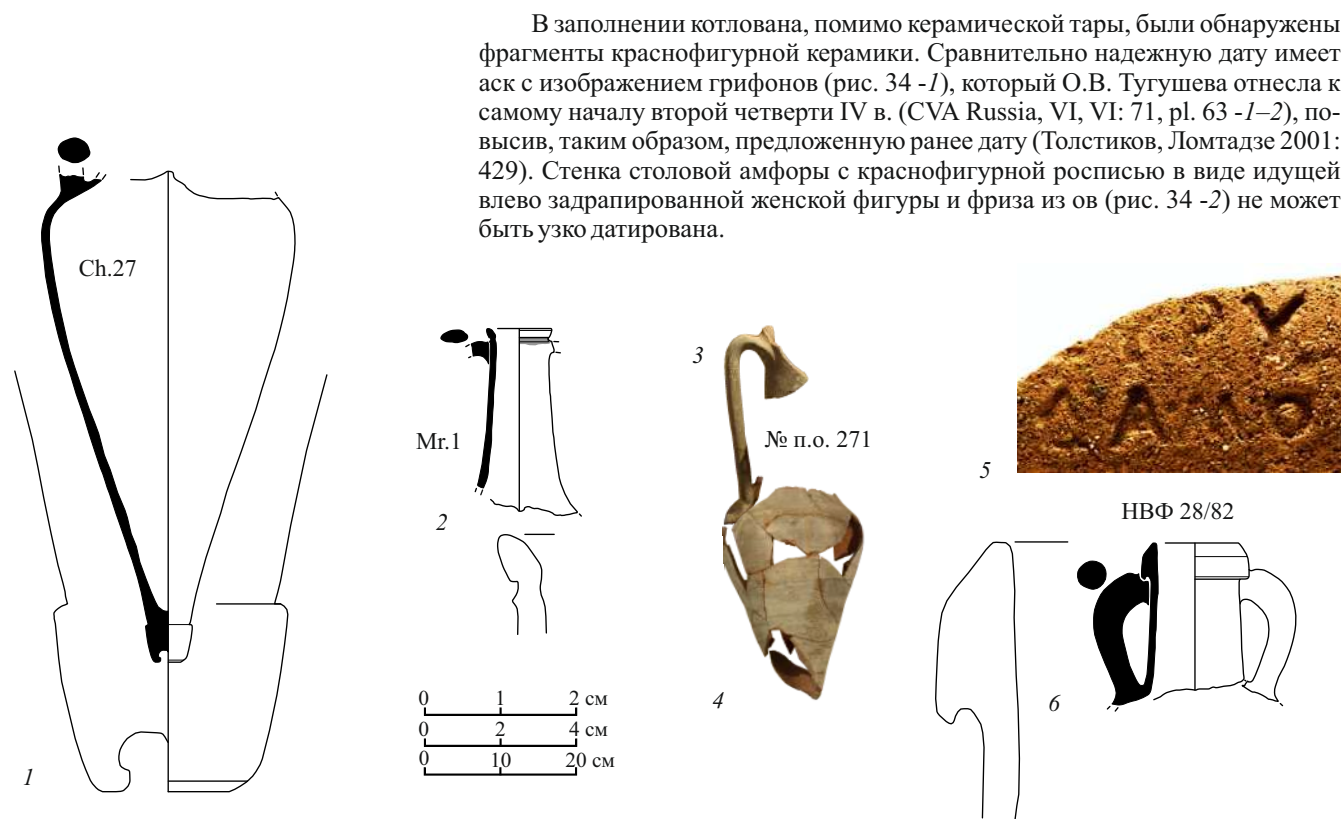 В заполнении котлована, помимо керамической тары, были обнаружены
фрагменты краснофигурной керамики. Сравнительно надежную дату имеет
аск с изображением грифонов (рис. 34 -1), который О.В. Тугушева отнесла к
самому началу второй четверти IV в. (CVA Russia, VI, VI: 71, pl. 63 -1–2), по-
высив, таким образом, предложенную ранее дату (Толстиков, Ломтадзе 2001:
429). Стенка столовой амфоры с краснофигурной росписью в виде идущей
влево задрапированной женской фигуры и фриза из ов (рис. 34 -2) не может
быть узко датирована.
Ch.27
1
Mr.1
2
3
№ п.о. 271
4
5
НВФ 28/82
6
0 1 2 см
0 2 4 см
0 10 20 см